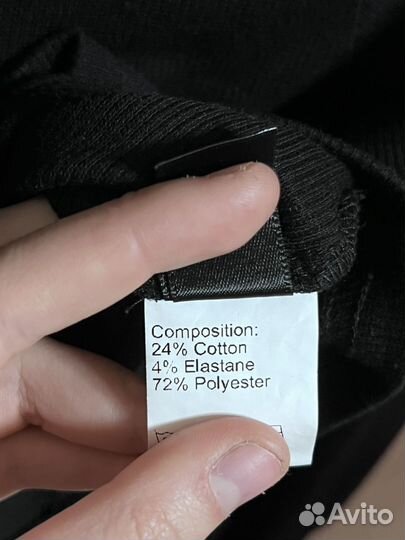 Composition:
24% Cotton
4% Elastane
72% Polyester
Avito